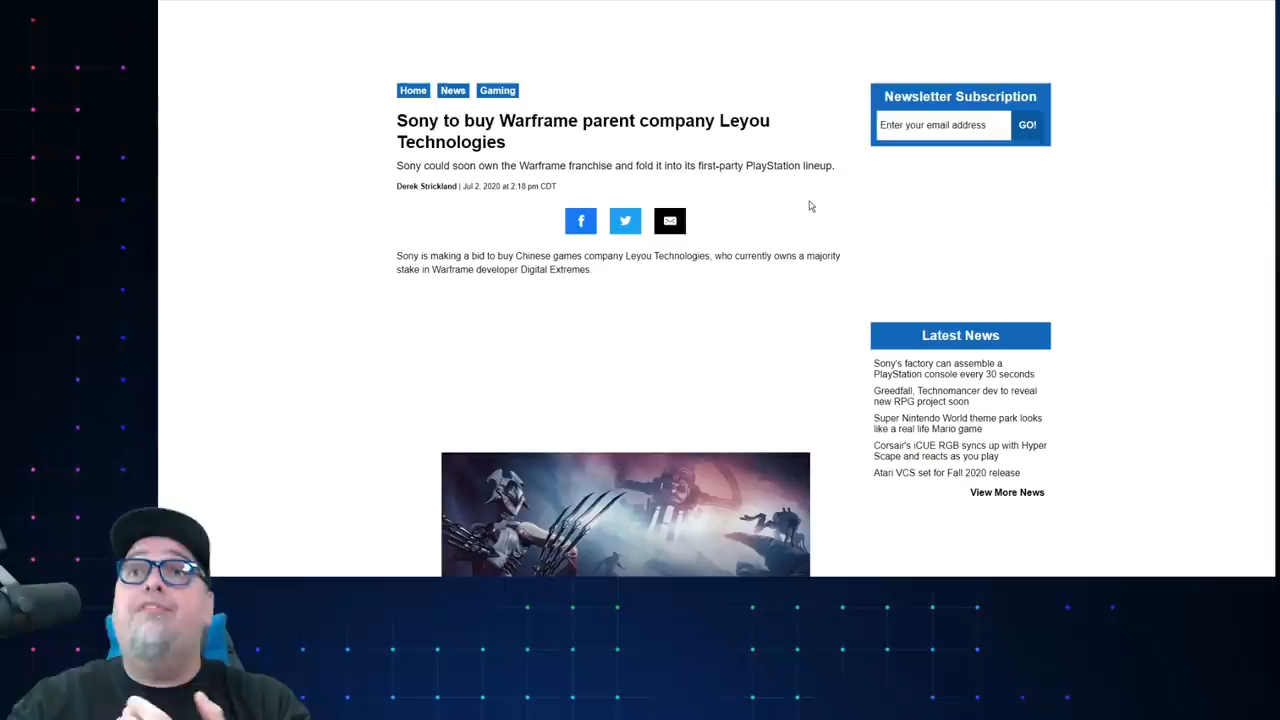 Home News Gaming
Sony to buy Warframe parent company Leyou
Technologies
Sony could soon own the Warframe franchise and fold it into its first-party PlayStation lineup.
Derek Strickland | Jul 2, 2020 at 2:18 pm CDT
Sony is making a bid to buy Chinese games company Leyou Technologies, who currently owns a majority
stake in Warframe developer Digital Extremes.
Newsletter Subscription
Enter your email address GO!
Latest News
Sony's factory can assemble a
PlayStation console every 30 seconds
Greedfall, Technomancer dev to reveal
new RPG project soon
Super Nintendo World theme park looks
like a real life Mario game
Corsair's iCUE RGB syncs up with Hyper
Scape and reacts as you play
Atari VCS set for Fall 2020 release
View More News